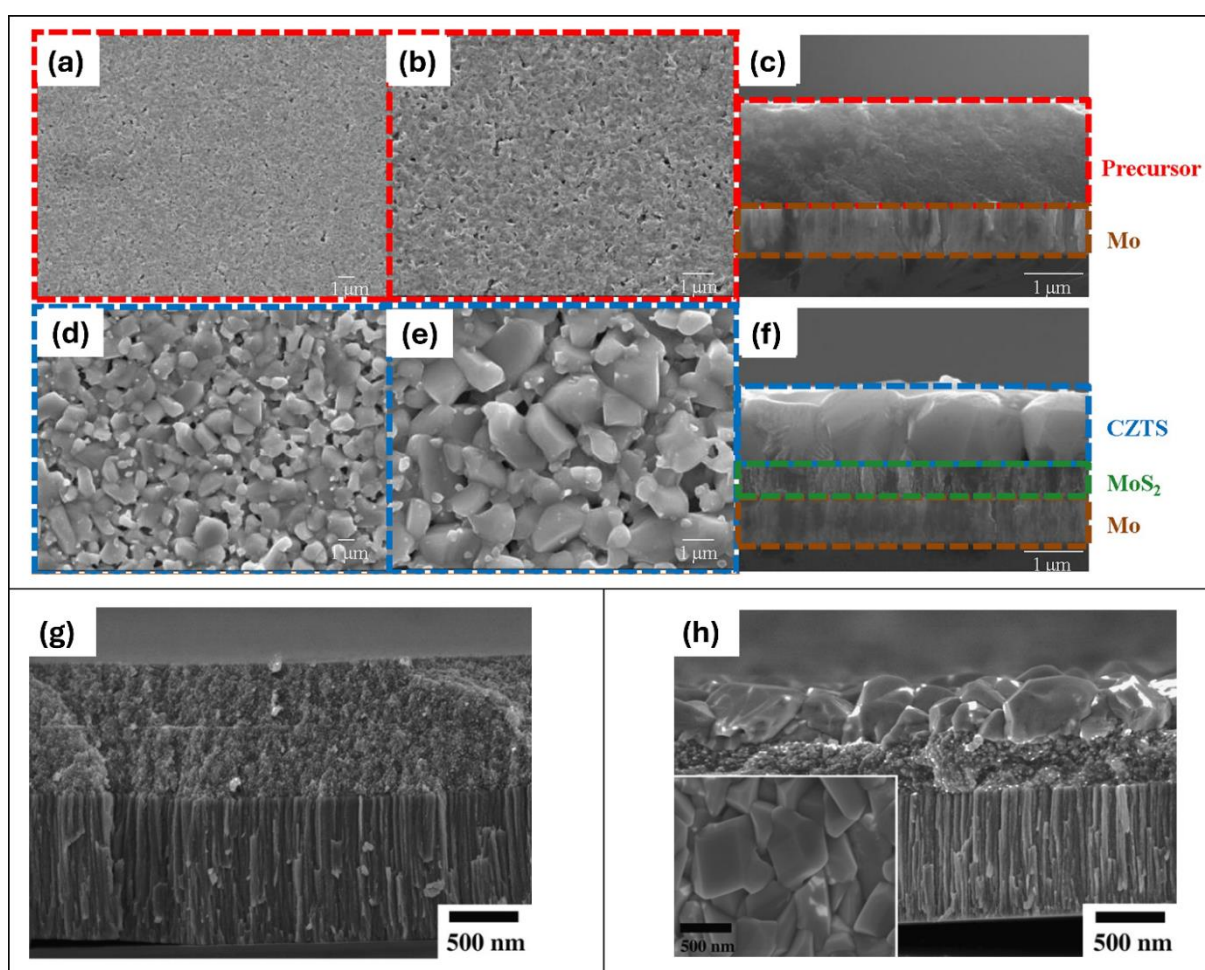 (a)
1 μm
(b)
1 μm
(c)
Precursor
Mo
1 μm
(d)
1 μm
(e)
1 μm
(f)
CZTS
MoS₂
Mo
1 μm
(g)
500 nm
(h)
500 nm
500 nm